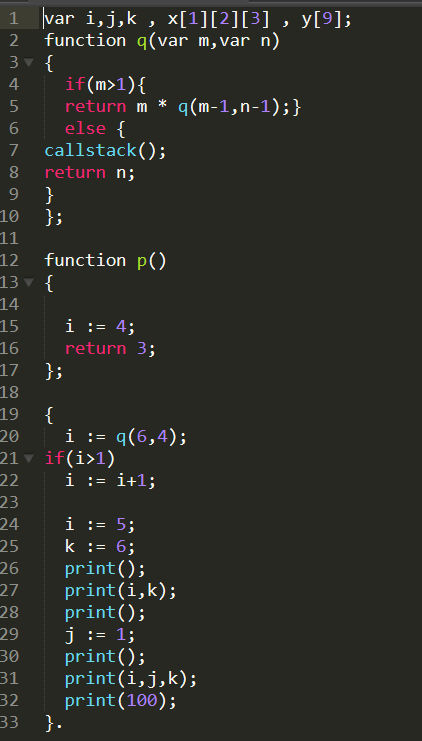 1 var i,j,k , x[1][2][3] , y[9];
2 function q(var m,var n)
3 {
4   if(m>1){
5   return m * q(m-1,n-1);}
6   else {
7 callstack();
8 return n;
9 }
10 };
11
12 function p()
13 {
14
15   i := 4;
16   return 3;
17 };
18
19 {
20   i := q(6,4);
21 if(i>1)
22   i := i+1;
23
24   i := 5;
25   k := 6;
26   print();
27   print(i,k);
28   print();
29   j := 1;
30   print();
31   print(i,j,k);
32   print(100);
33 }.